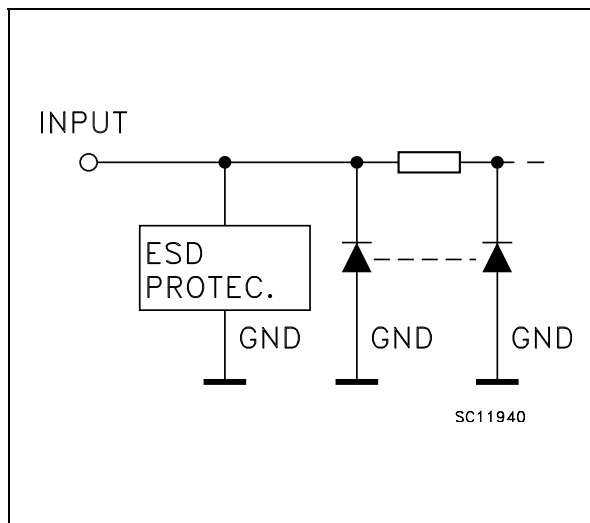 INPUT
ESD
PROTEC.
GND
GND
GND
SC11940